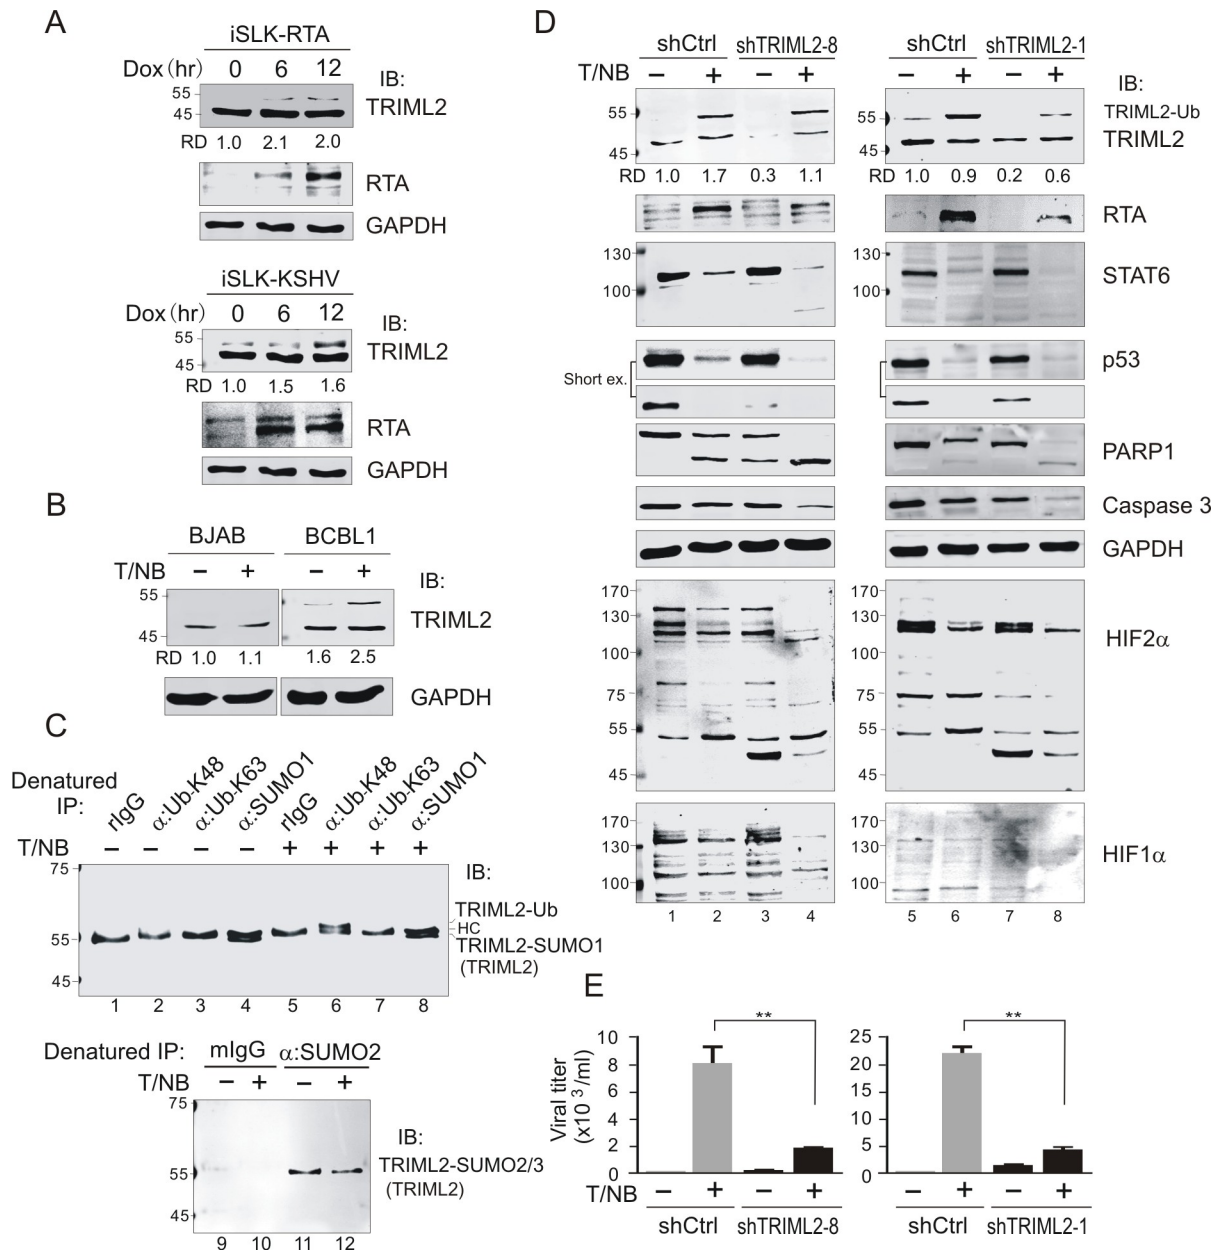 A
iSLK-RTA
Dox(hr) 0 6 12 IB:
55
45 TRIML2
RD 1.0 2.1 2.0
RTA
GAPDH
iSLK-KSHV
Dox(hr) 0 6 12 IB:
55
45 TRIML2
RD 1.0 1.5 1.6
RTA
GAPDH
B
BJAB BCBL1
T/NB − + − + IB:
55
45 TRIML2
RD 1.0 1.1 1.6 2.5
GAPDH
C
Denatured IP: rIgG α:Ub-K48 α:Ub-K63 α:SUMO1 rIgG α:Ub-K48 α:Ub-K63 α:SUMO1
T/NB − − − − + + + +
75 IB:
TRIML2-Ub
HC
55 TRIML2-SUMO1
(TRIML2)
45
1 2 3 4 5 6 7 8
Denatured IP: mIgG α:SUMO2
T/NB − + − +
75
IB:
55 TRIML2-SUMO2/3
(TRIML2)
45
9 10 11 12
D
shCtrl shTRIML2-8 shCtrl shTRIML2-1
T/NB − + − + − + − + IB:
55 55 TRIML2-Ub
TRIML2
45 45
RD 1.0 1.7 0.3 1.1 1.0 0.9 0.2 0.6
RTA
130 130
STAT6
100 100
p53
Short ex.
PARP1
Caspase 3
GAPDH
170 170
130 130
HIF2α
100 100
75 75
55 55
45 45
170 170
130 130 HIF1α
100 100
1 2 3 4 5 6 7 8
E
Viral titer
(x10 3 /ml)
10 8 6 4 2 0
**
25 20 15 10 5 0
**
T/NB − + − + − + − +
shCtrl shTRIML2-8 shCtrl shTRIML2-1